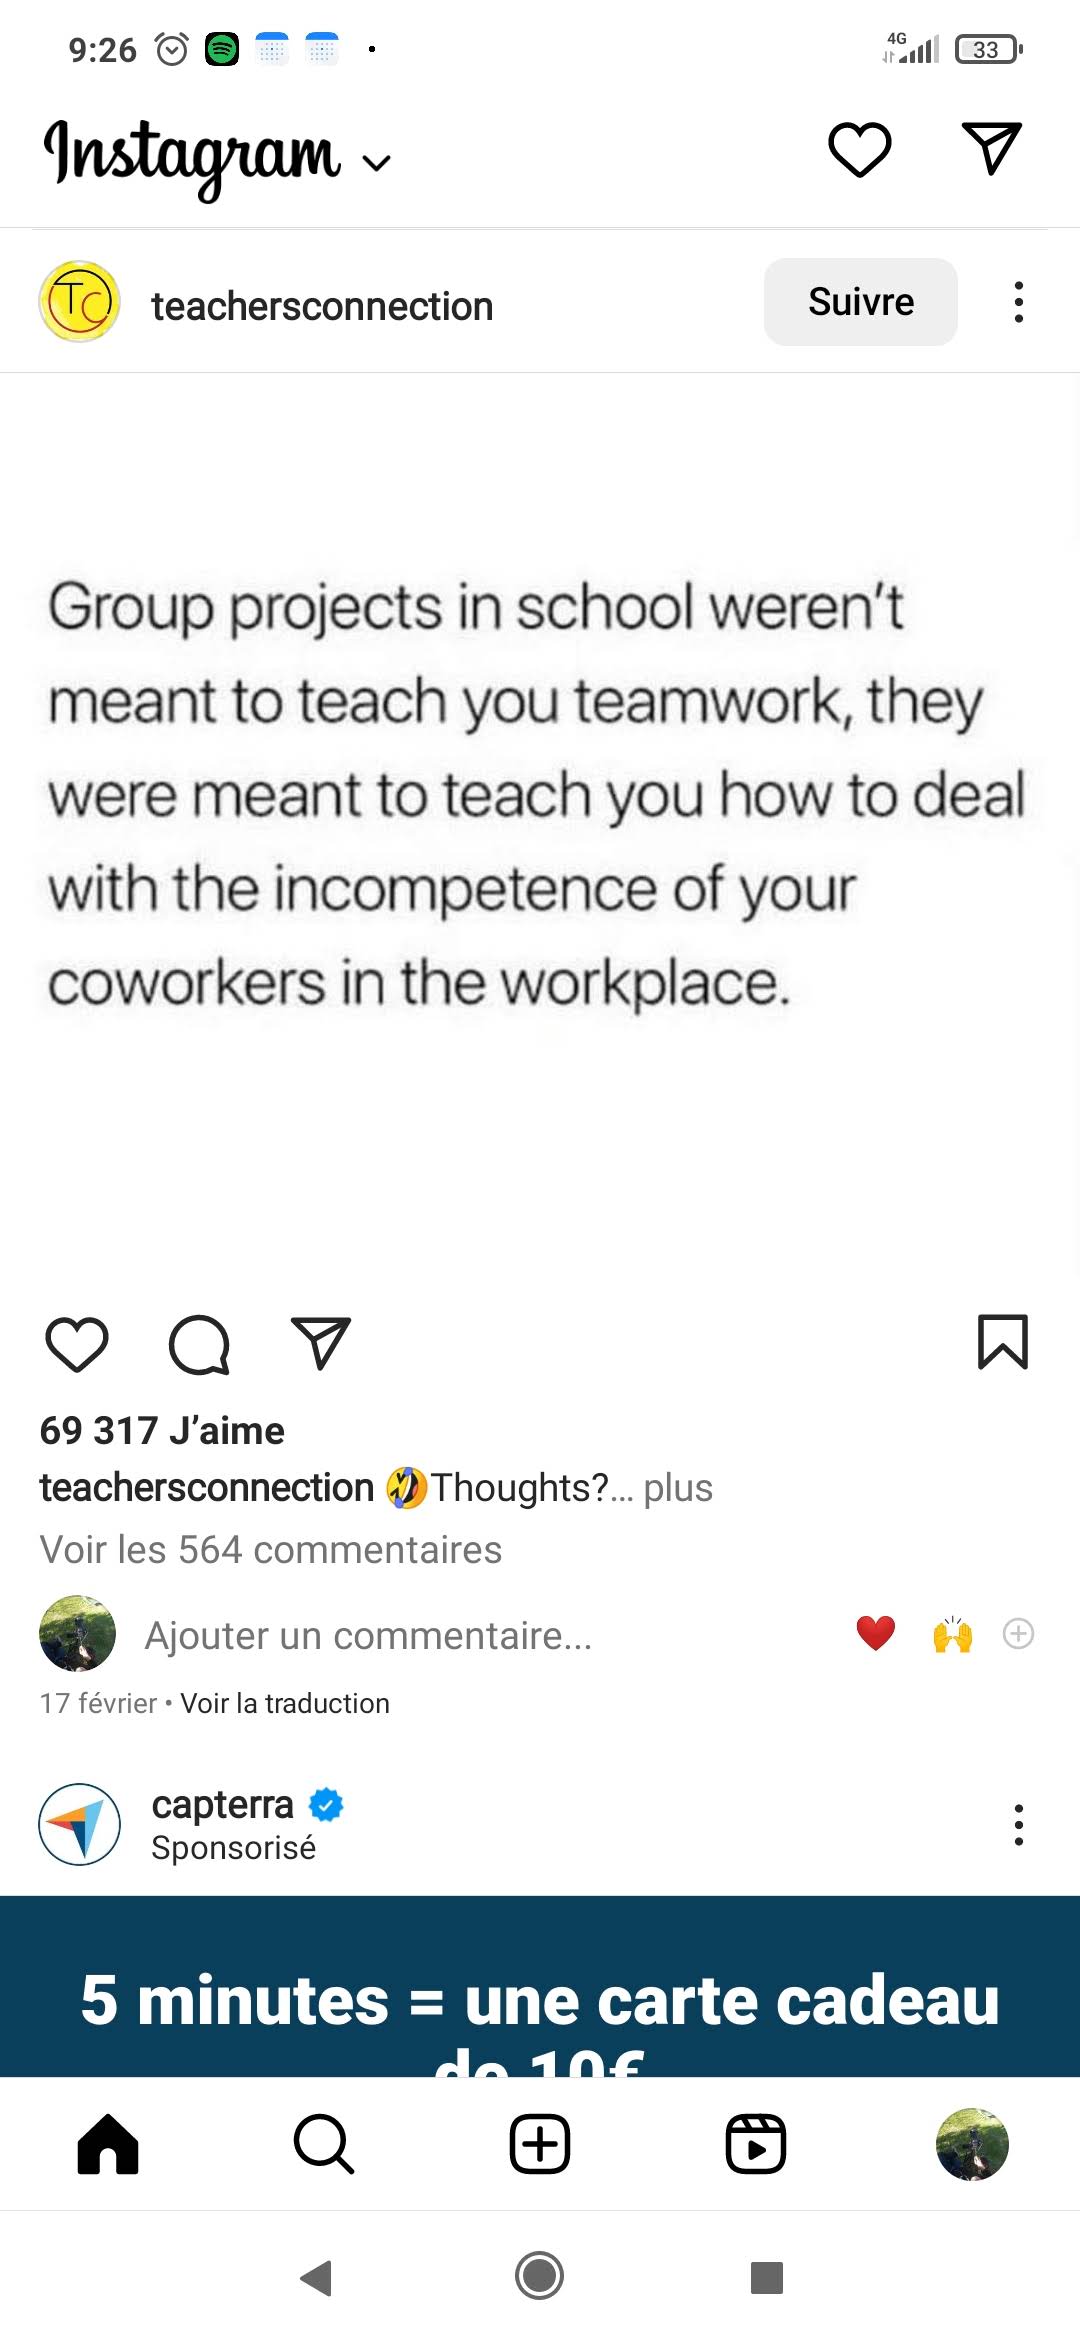 9:26
4G
33
Instagram
TC
teachersconnection
Suivre
Group projects in school weren't
meant to teach you teamwork, they
were meant to teach you how to deal
with the incompetence of your
coworkers in the workplace.
69 317 J’aime
teachersconnection 🤣Thoughts?... plus
Voir les 564 commentaires
Ajouter un commentaire...
17 février • Voir la traduction
capterra
Sponsorisé
5 minutes = une carte cadeau
de 10€